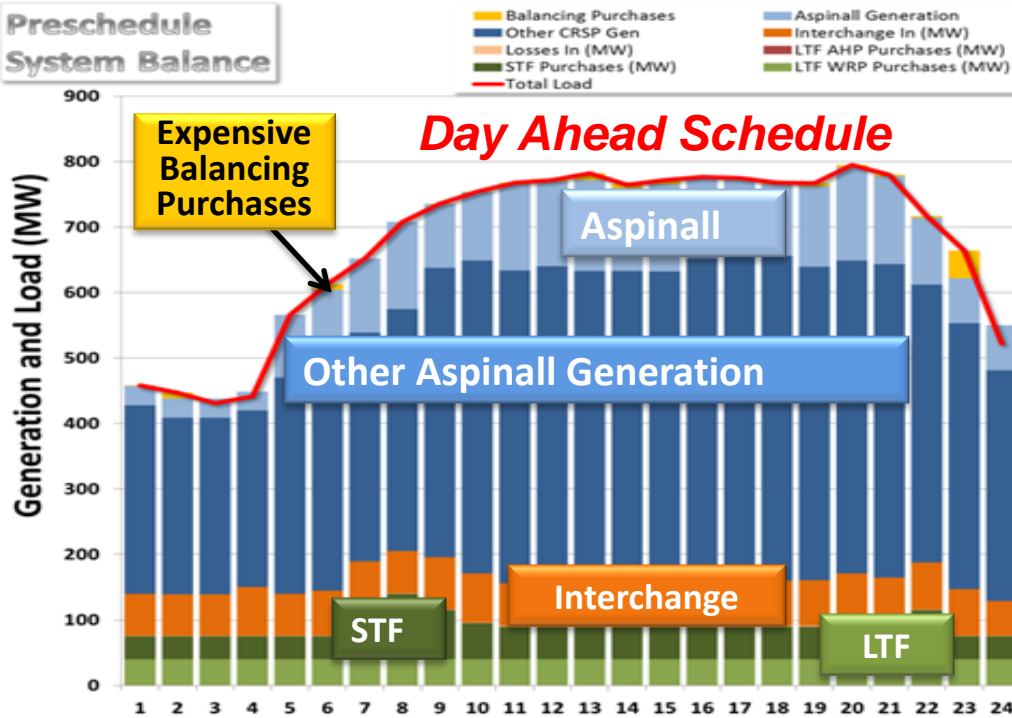 Preschedule
System Balance
Balancing Purchases
Aspinall Generation
Other CRSP Gen
Interchange In (MW)
Losses In (MW)
LTF AHP Purchases (MW)
STF Purchases (MW)
LTF WRP Purchases (MW)
Total Load
Day Ahead Schedule
Expensive
Balancing
Purchases
Aspinall
Other Aspinall Generation
Interchange
STF
LTF
Generation and Load (MW)
900
800
700
600
500
400
300
200
100
0
1 2 3 4 5 6 7 8 9 10 11 12 13 14 15 16 17 18 19 20 21 22 23 24